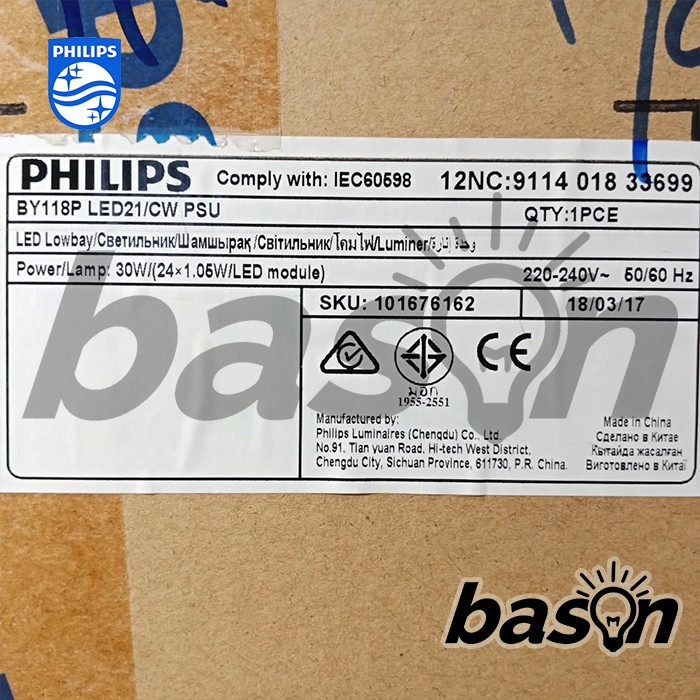 PHILIPS
PHILIPS Comply with: IEC60598 12NC:9114 018 33699
BY118P LED21/CW PSU QTY:1PCE
LED Lowbay/Светильник/Шамшырақ/Світильник/โคมไฟ/Luminer/وحدة إنارة
Power/Lamp: 30W/(24×1.05W/LED module) 220-240V~ 50/60 Hz
SKU: 101676162 18/03/17
CE
มอก
1955-2551
Manufactured by:
Philips Luminaires (Chengdu) Co., Ltd.
No.91, Tian yuan Road, Hi-tech West District,
Chengdu City, Sichuan Province, 611730, P.R. China.
Made in China
Сделано в Китае
Кытайда жасалған
Виготовлено в Китаї
bason
bason